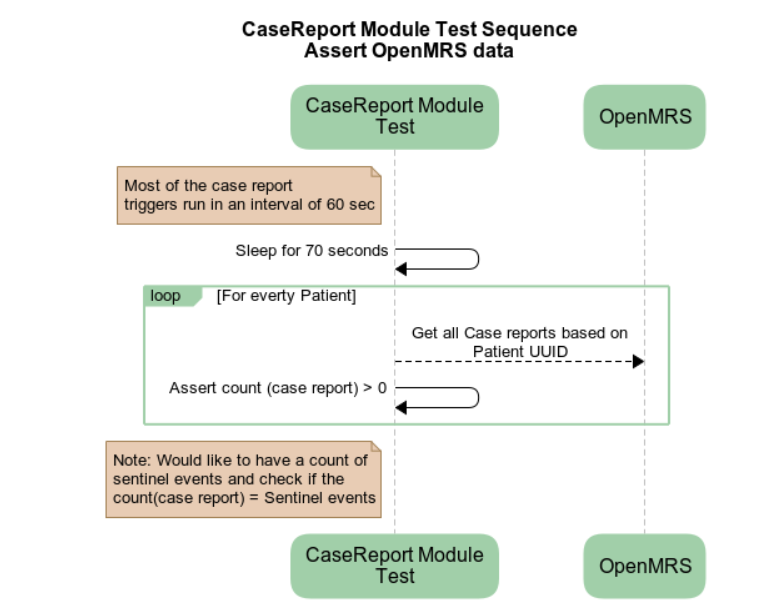 CaseReport Module Test Sequence
Assert OpenMRS data
CaseReport Module
Test
OpenMRS
Most of the case report
triggers run in an interval of 60 sec
Sleep for 70 seconds
loop
[For everty Patient]
Get all Case reports based on
Patient UUID
Assert count (case report) > 0
Note: Would like to have a count of
sentinel events and check if the
count(case report) = Sentinel events
CaseReport Module
Test
OpenMRS